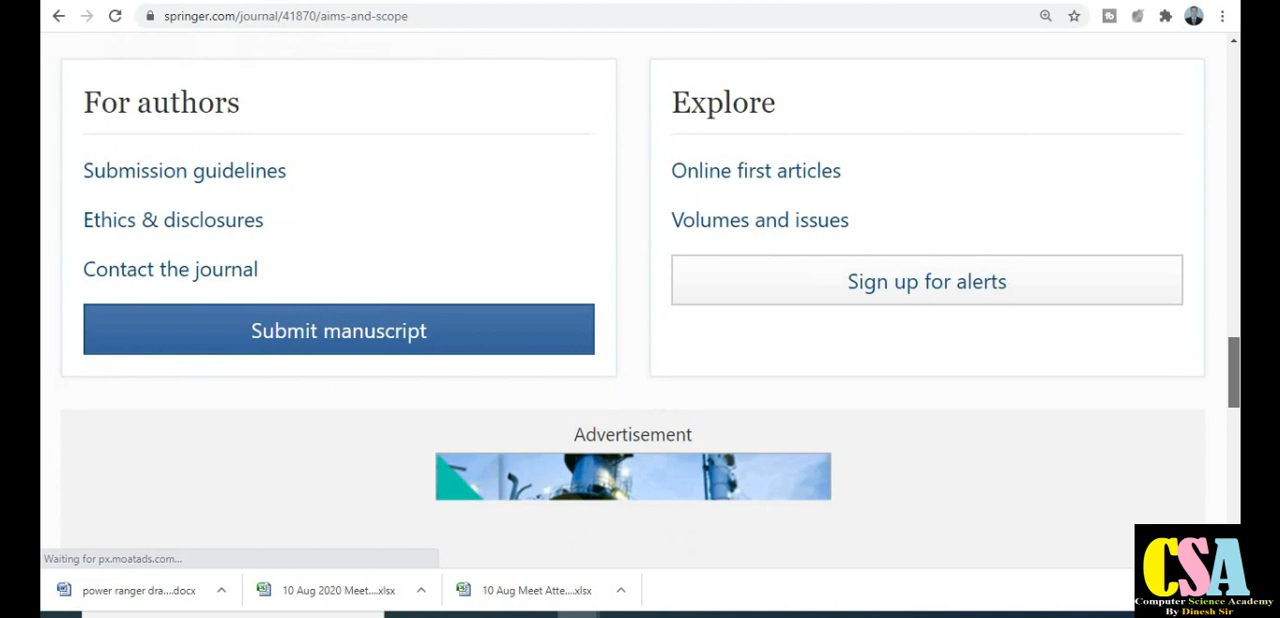 springer.com/journal/41870/aims-and-scope
For authors
Submission guidelines
Ethics & disclosures
Contact the journal
Submit manuscript
Explore
Online first articles
Volumes and issues
Sign up for alerts
Advertisement
Waiting for px.moatads.com...
power ranger dra....docx
10 Aug 2020 Meet....xlsx
10 Aug Meet Atte....xlsx
CSA
Computer Science Academy
By Dinesh Sir